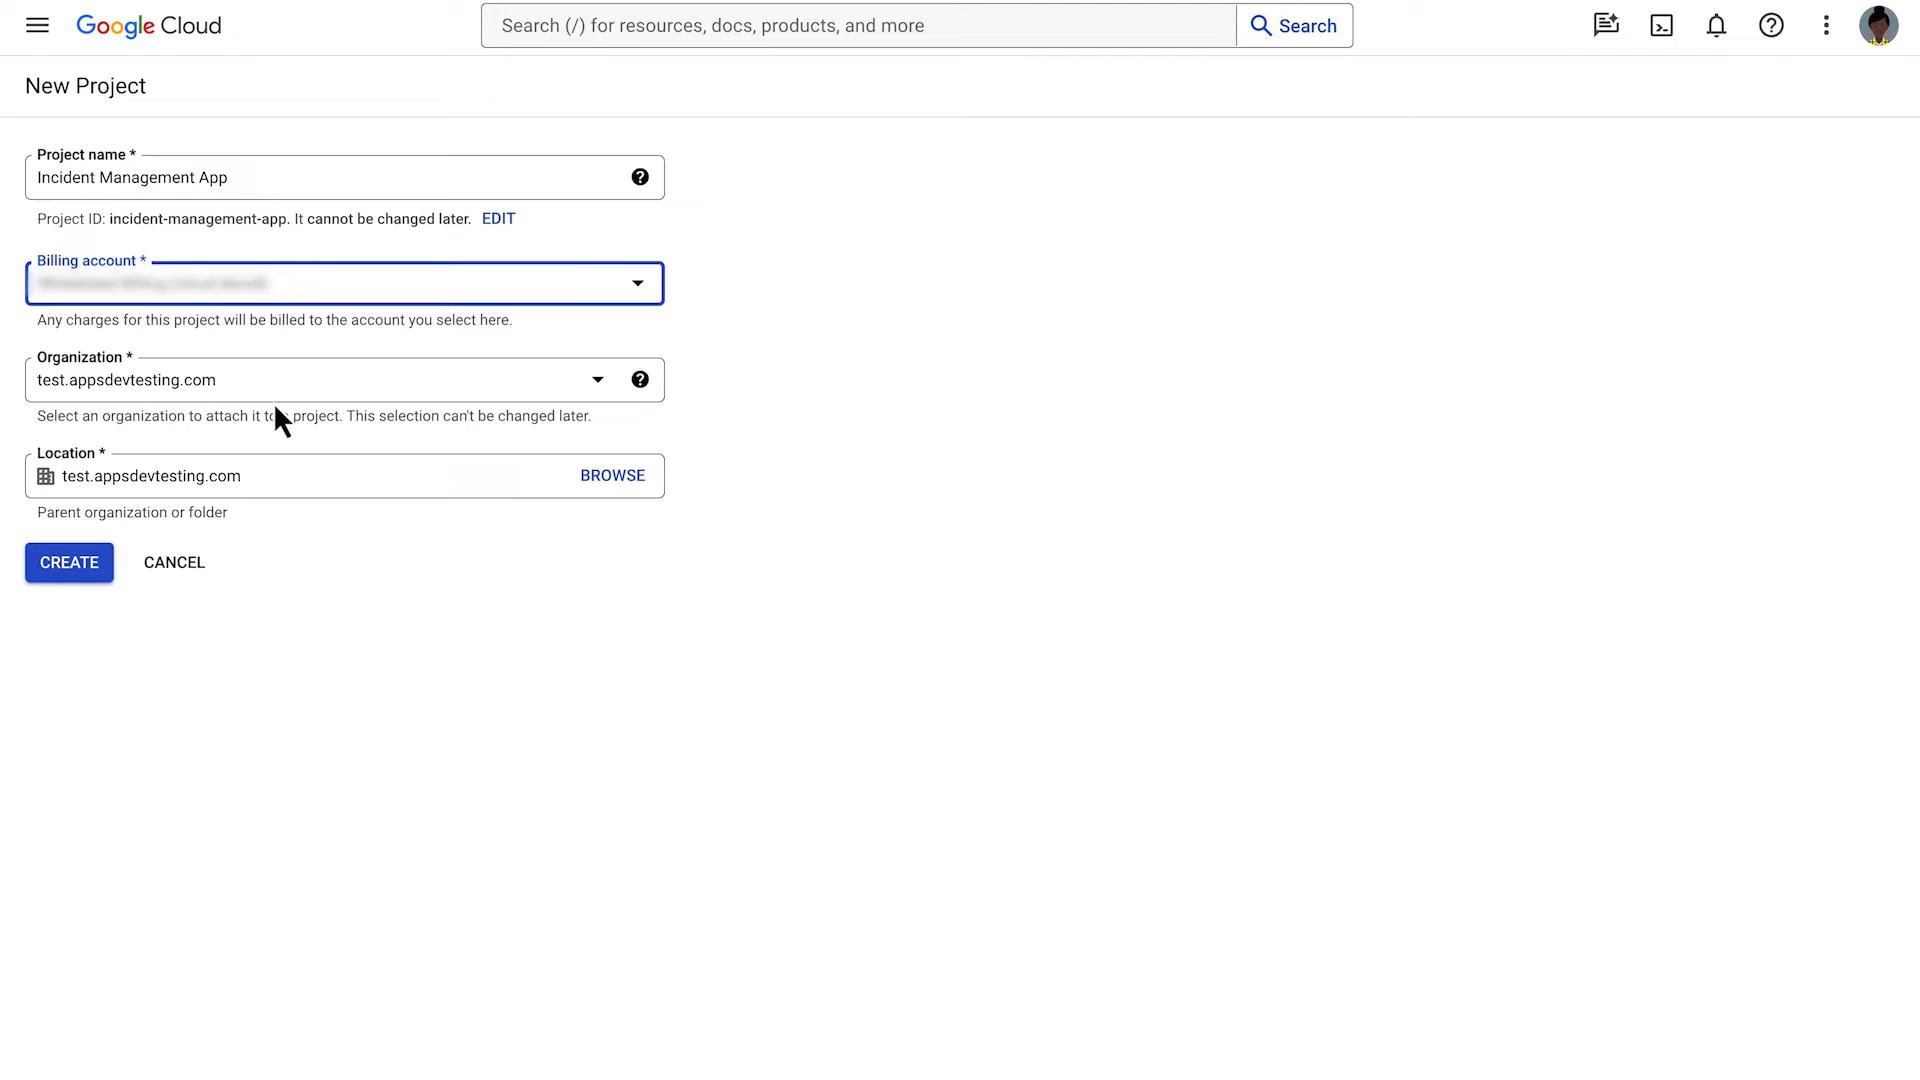 Google Cloud
Search (/) for resources, docs, products, and more
Search
New Project
Project name *
Incident Management App
Project ID: incident-management-app. It cannot be changed later. EDIT
Billing account *
Any charges for this project will be billed to the account you select here.
Organization *
test.appsdevtesting.com
Select an organization to attach it to project. This selection can't be changed later.
Location *
test.appsdevtesting.com
BROWSE
Parent organization or folder
CREATE
CANCEL